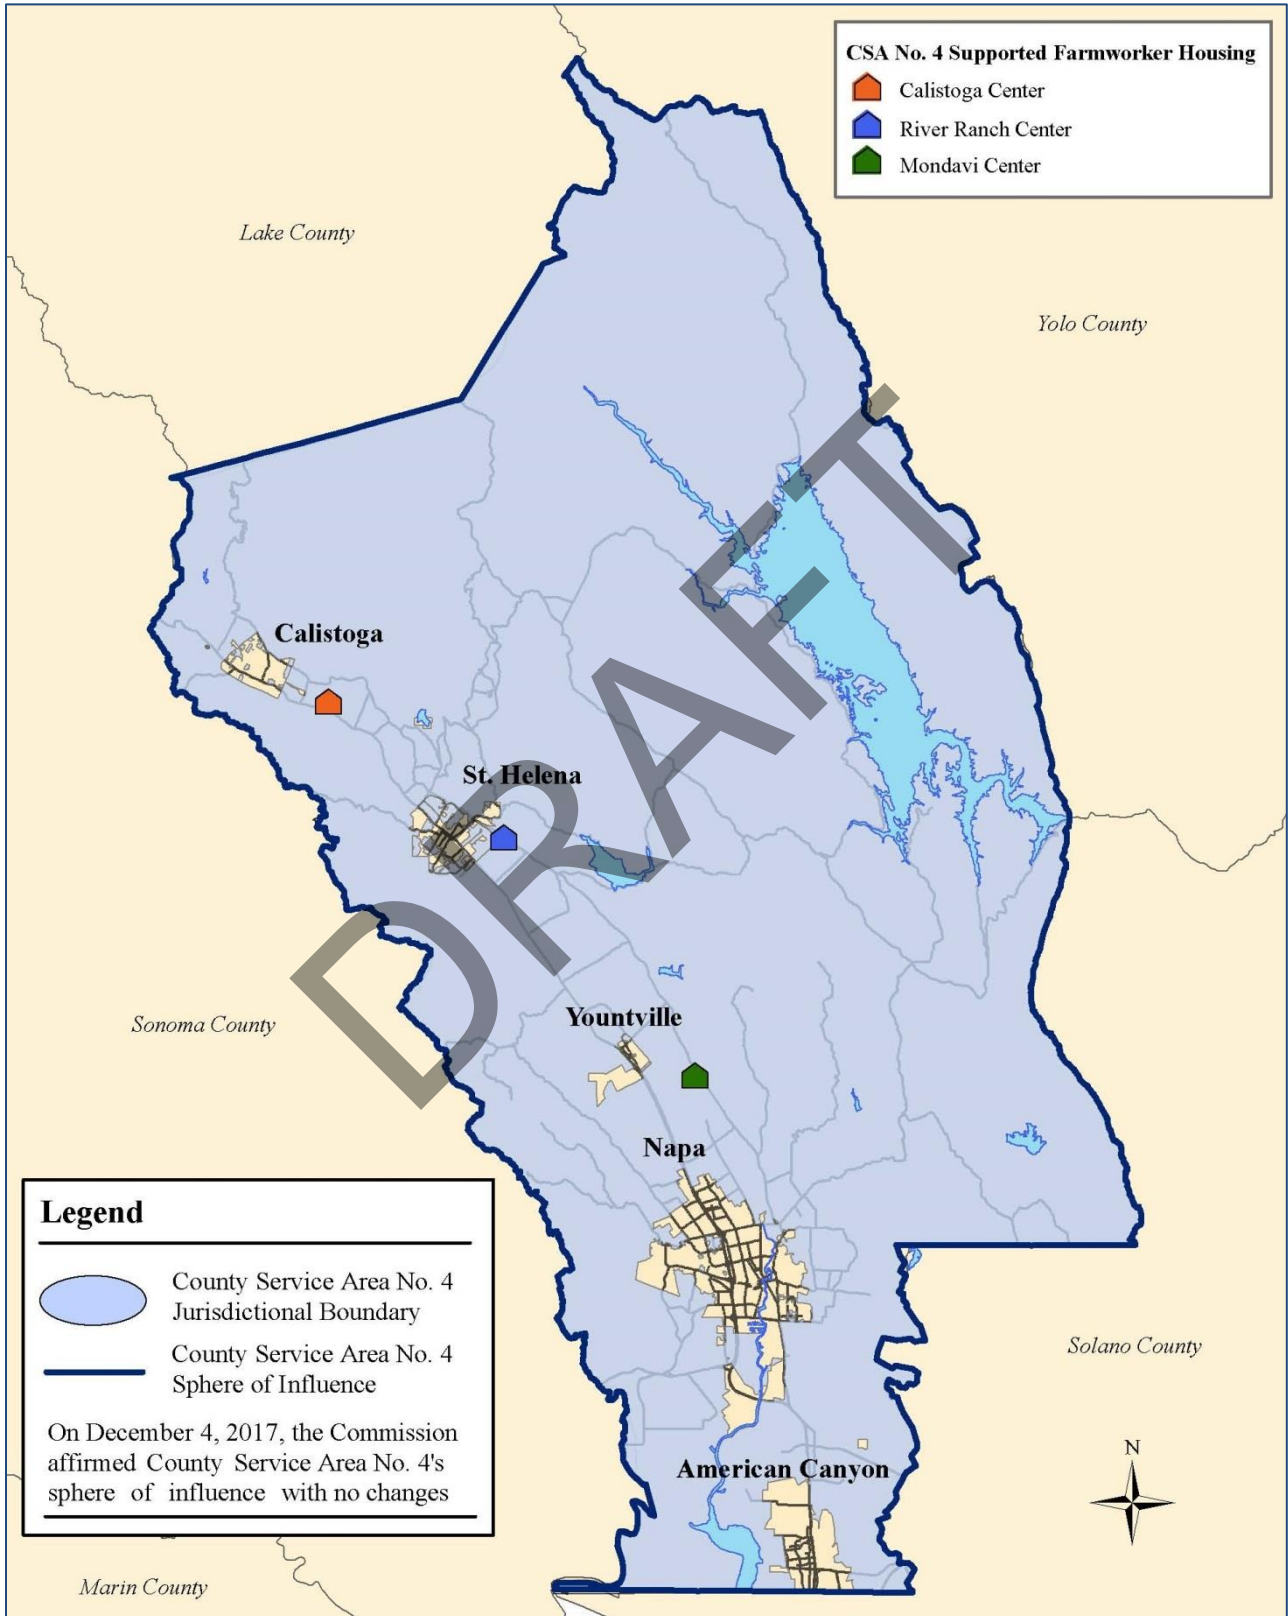 CSA No. 4 Supported Farmworker Housing
Calistoga Center
River Ranch Center
Mondavi Center
Lake County
Yolo County
Calistoga
St. Helena
DRAFT
Sonoma County
Yountville
Napa
Legend
County Service Area No. 4
Jurisdictional Boundary
County Service Area No. 4
Sphere of Influence
On December 4, 2017, the Commission
affirmed County Service Area No. 4's
sphere of influence with no changes
Solano County
American Canyon
N
Marin County